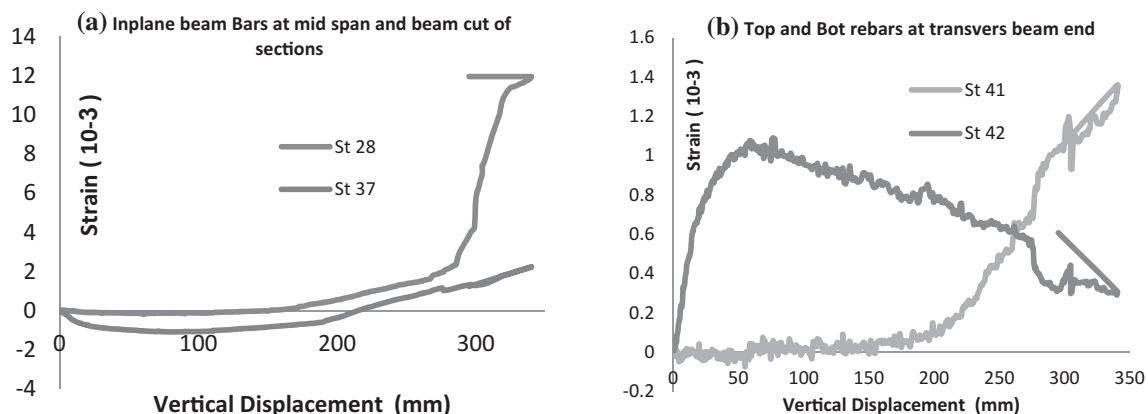 (a) Inplane beam Bars at mid span and beam cut of
sections
14
12
10
8
6
4
2
0
-2
-4
Strain ( 10-3 )
St 28
St 37
0
100
200
300
Vertical Displacement (mm)
(b) Top and Bot rebars at transvers beam end
1.6
1.4
1.2
1
0.8
0.6
0.4
0.2
0
-0.2
Strain ( 10-3 )
St 41
St 42
0
50
100
150
200
250
300
350
Vertical Displacement (mm)